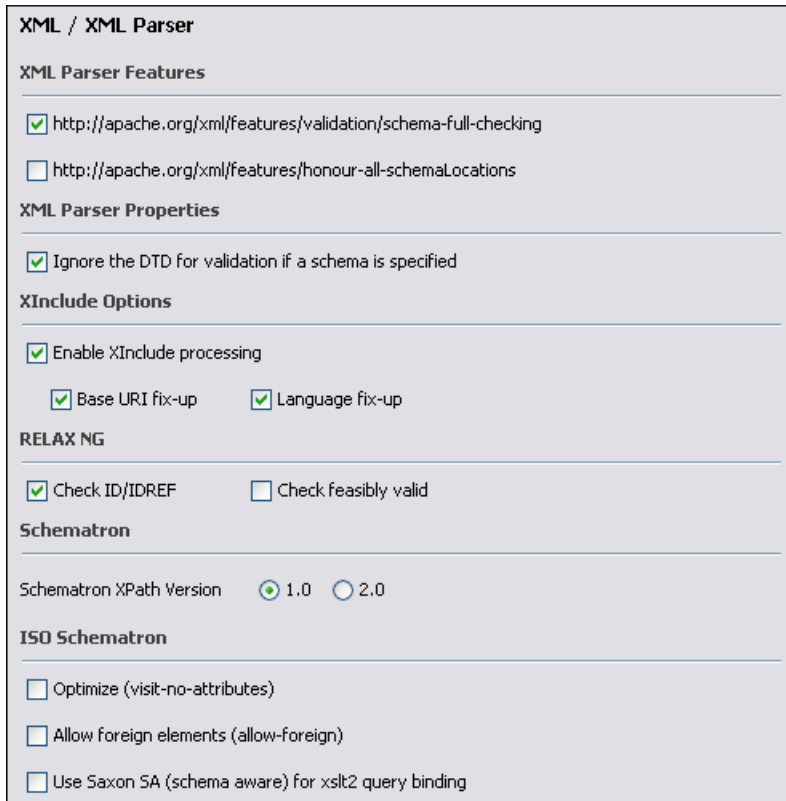 XML / XML Parser
XML Parser Features
http://apache.org/xml/features/validation/schema-full-checking
http://apache.org/xml/features/honour-all-schemaLocations
XML Parser Properties
Ignore the DTD for validation if a schema is specified
XInclude Options
Enable XInclude processing
Base URI fix-up Language fix-up
RELAX NG
Check ID/IDREF Check feasibly valid
Schematron
Schematron XPath Version 1.0 2.0
ISO Schematron
Optimize (visit-no-attributes)
Allow foreign elements (allow-foreign)
Use Saxon SA (schema aware) for xslt2 query binding